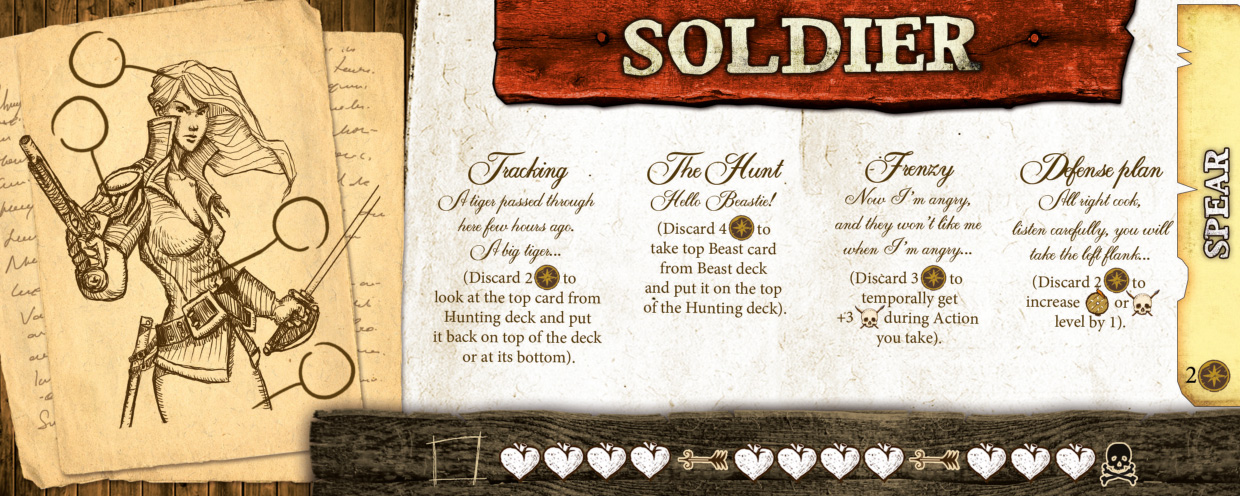 SOLDIER
Tracking
A tiger passed through
here few hours ago.
A big tiger...
(Discard 2 to
look at the top card from
Hunting deck and put
it back on top of the deck
or at its bottom).
The Hunt
Hello Beastie!
(Discard 4 to
take top Beast card
from Beast deck
and put it on the top
of the Hunting deck).
Frenzy
Now I'm angry,
and they won't like me
when I'm angry...
(Discard 3 to
temporally get
+3 during Action
you take).
Defense plan
All right cook,
listen carefully, you will
take the left flank...
(Discard 2 to
increase or
level by 1).
SPEAR
2